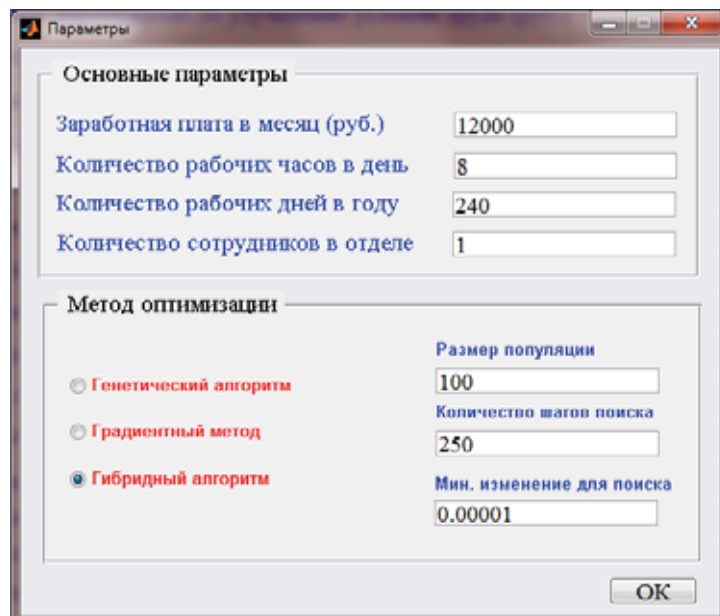 Параметры
Основные параметры
Заработная плата в месяц (руб.) 12000
Количество рабочих часов в день 8
Количество рабочих дней в году 240
Количество сотрудников в отделе 1
Метод оптимизации
Размер популяции
Генетический алгоритм 100
Количество шагов поиска
Градиентный метод 250
Гибридный алгоритм Мин. изменение для поиска
0.00001
OK